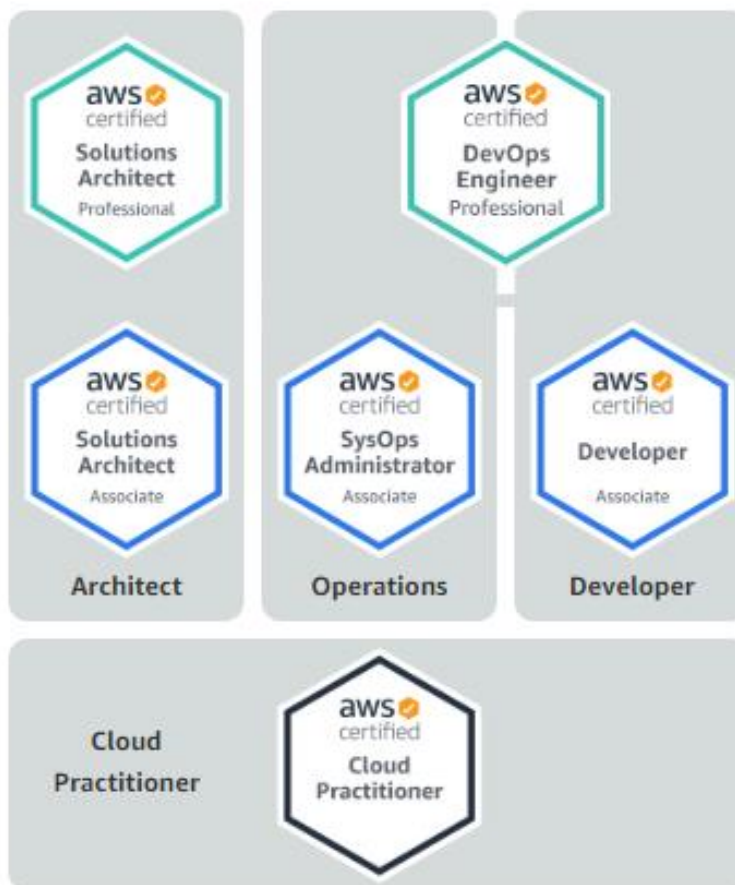 aws
certified
Solutions
Architect
Professional
aws
certified
DevOps
Engineer
Professional
aws
certified
Solutions
Architect
Associate
Architect
aws
certified
SysOps
Administrator
Associate
Operations
aws
certified
Developer
Associate
Developer
Cloud
Practitioner
aws
certified
Cloud
Practitioner